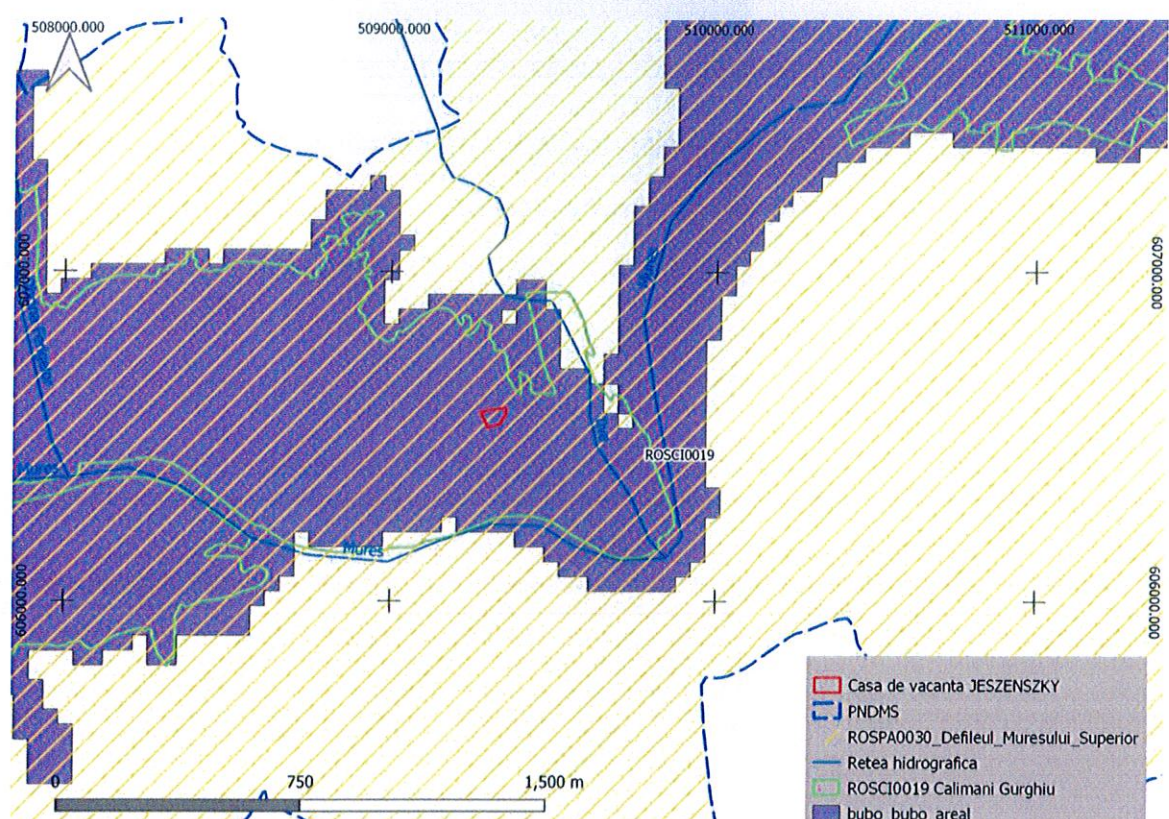 508000.000
509000.000
510000.000
511000.000
607000.000
607000.000
Mures
Mures
ROSCI0019
Mures
606000.000
606000.000
0 750 1,500 m
Casa de vacanta JESZENSZKY
PNDMS
ROSPA0030_Defileul_Muresului_Superior
Retea hidrografica
ROSCI0019 Calimani Gurghiu
bubo_bubo_areal